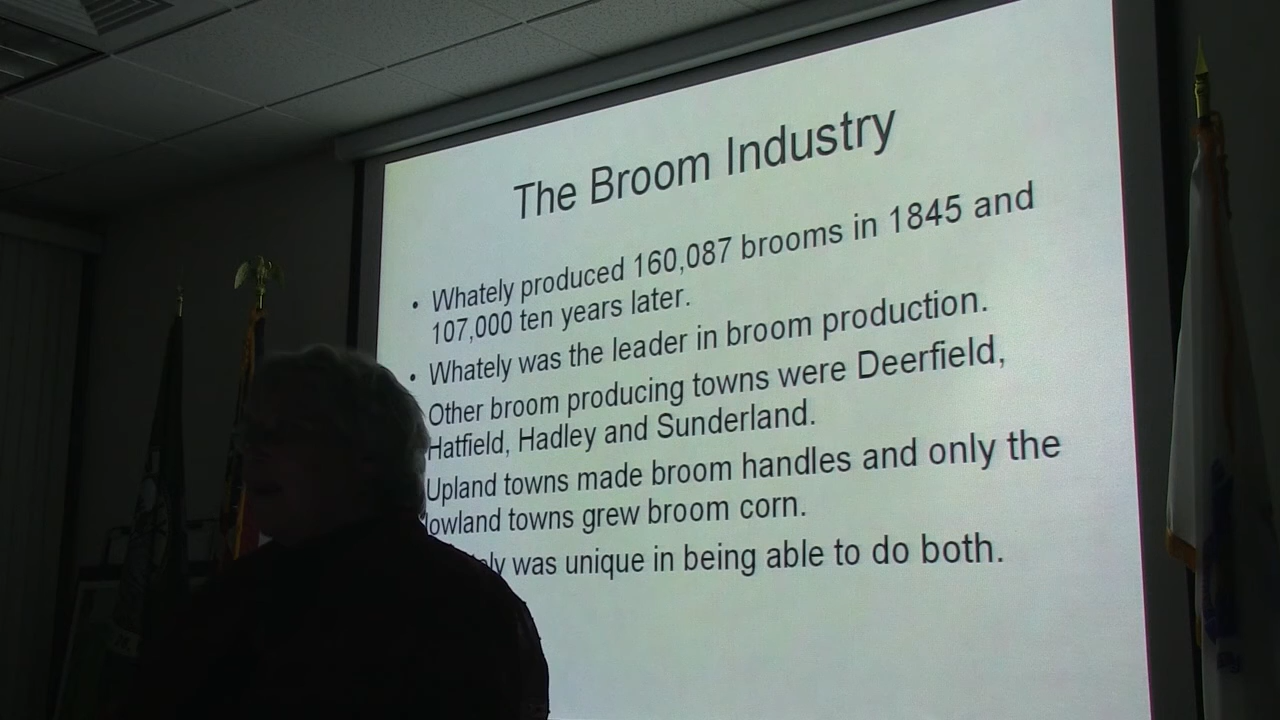 The Broom Industry
• Whately produced 160,087 brooms in 1845 and
107,000 ten years later.
• Whately was the leader in broom production.
Other broom producing towns were Deerfield,
Hatfield, Hadley and Sunderland.
Upland towns made broom handles and only the
lowland towns grew broom corn.
was unique in being able to do both.